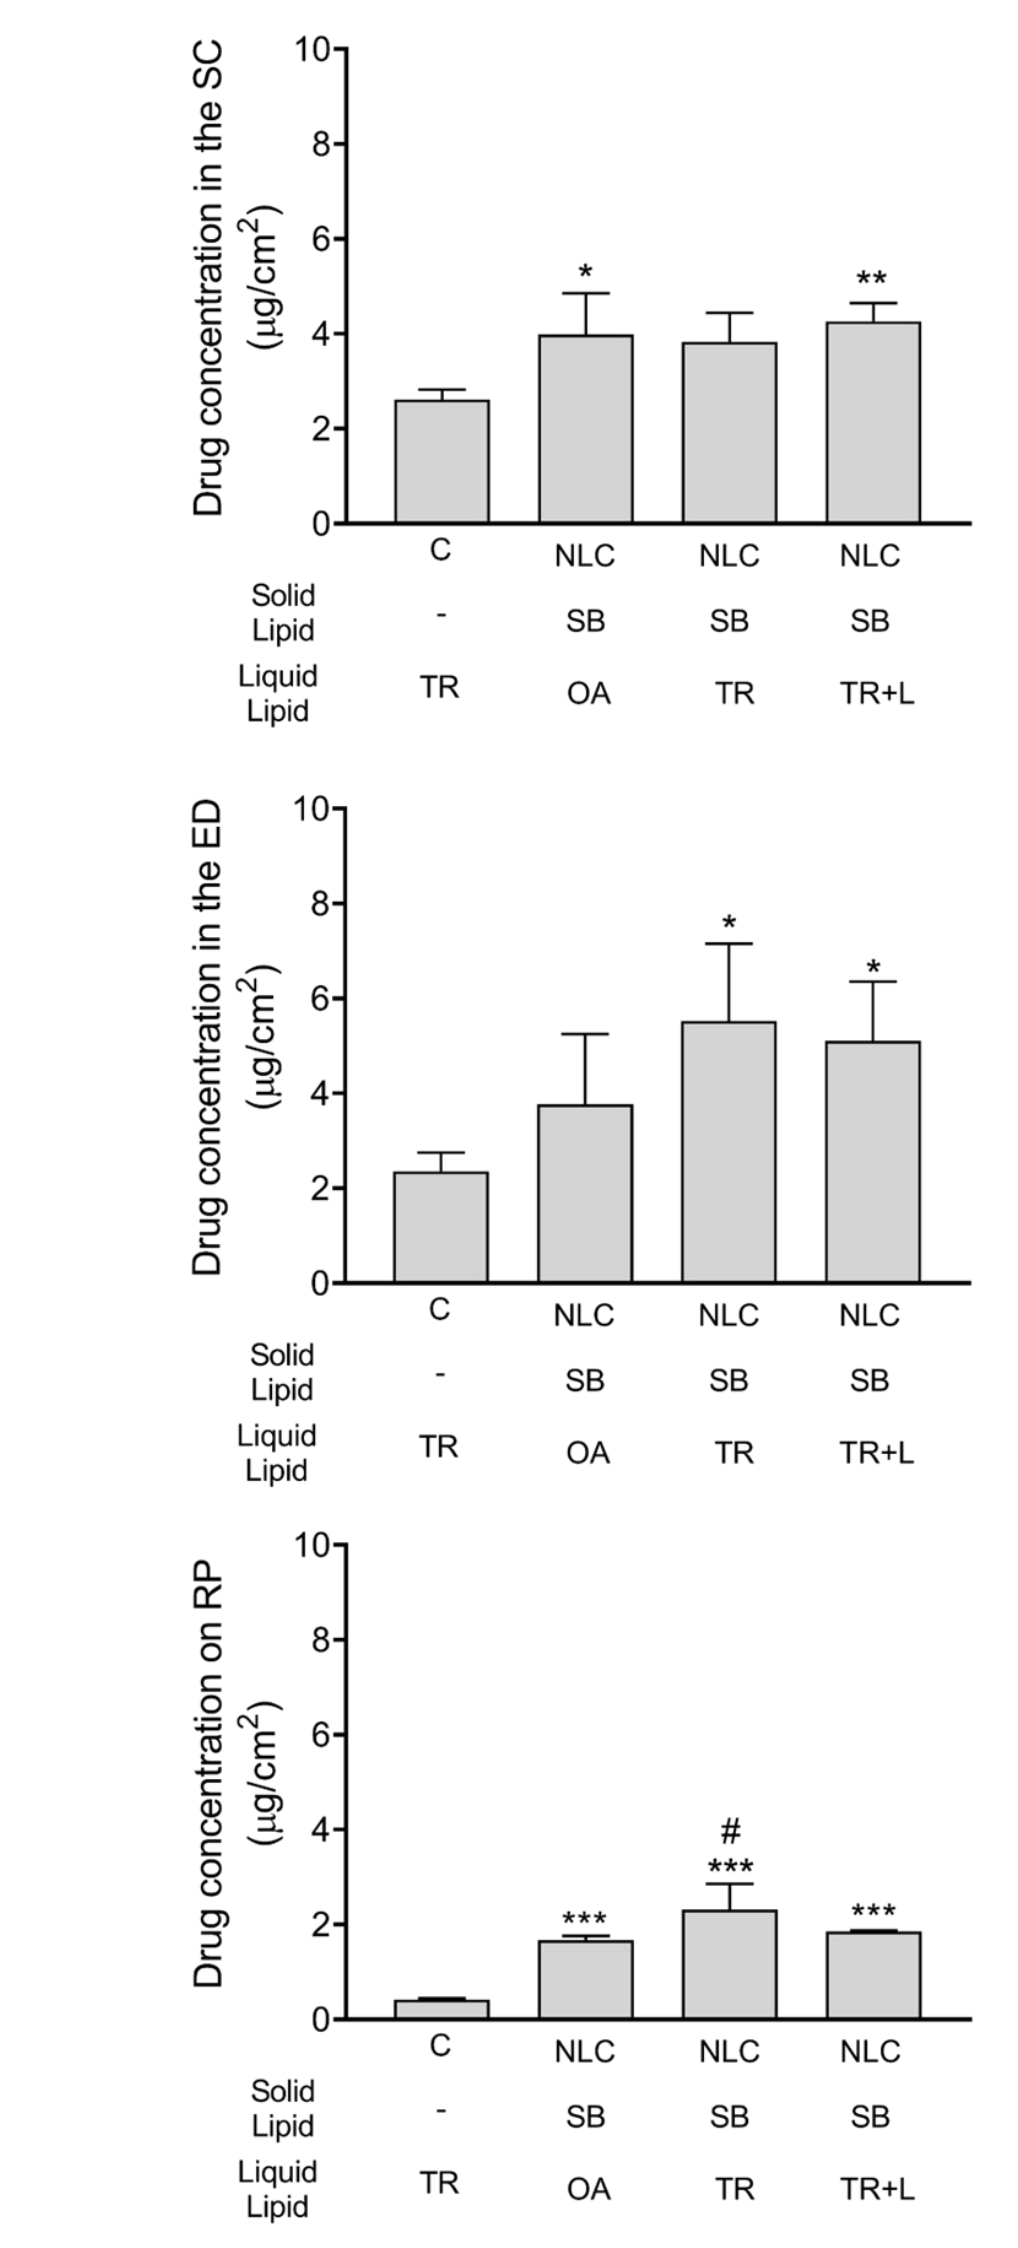 Drug concentration in the SC
(µg/cm²)
10
8
6
4
2
0
*
**
C NLC NLC NLC
Solid Lipid - SB SB SB
Liquid Lipid TR OA TR TR+L
Drug concentration in the ED
(µg/cm²)
10
8
6
4
2
0
*
*
C NLC NLC NLC
Solid Lipid - SB SB SB
Liquid Lipid TR OA TR TR+L
Drug concentration on RP
(µg/cm²)
10
8
6
4
2
0
***
#
***
***
C NLC NLC NLC
Solid Lipid - SB SB SB
Liquid Lipid TR OA TR TR+L